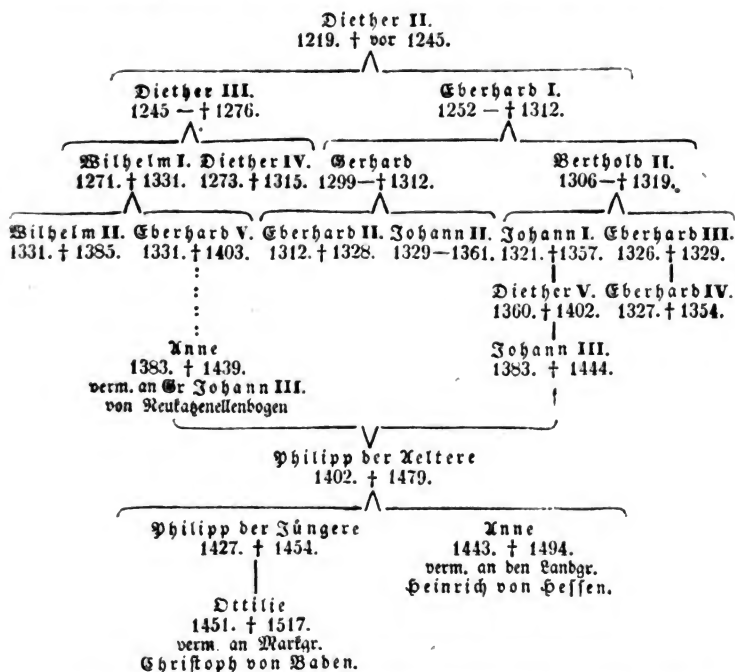 Diether II.
1219. † vor 1245.
Diether III. Eberhard I.
1245 — † 1276. 1252 — † 1312.
Wilhelm I. Diether IV. Gerhard Berthold II.
1271. † 1331. 1273. † 1315. 1299 — † 1312. 1306 — † 1319.
Wilhelm II. Eberhard V. Eberhard II. Johann II. Johann I. Eberhard III.
1331. † 1385. 1331. † 1403. 1312. † 1328. 1329 — 1361. 1321. † 1357. 1326. † 1329.
Diether V. Eberhard IV.
1360. † 1402. 1327. † 1354.
Anne Johann III.
1383. † 1439. 1383. † 1444.
verm. an Gr Johann III.
von Neukatzenellenbogen
Philipp der Aeltere
1402. † 1479.
Philipp der Jüngere Anne
1427. † 1454. 1443. † 1494.
verm. an den Landgr.
Heinrich von Hessen.
Ottilie
1451. † 1517.
verm. an Markgr.
Christoph von Baden.